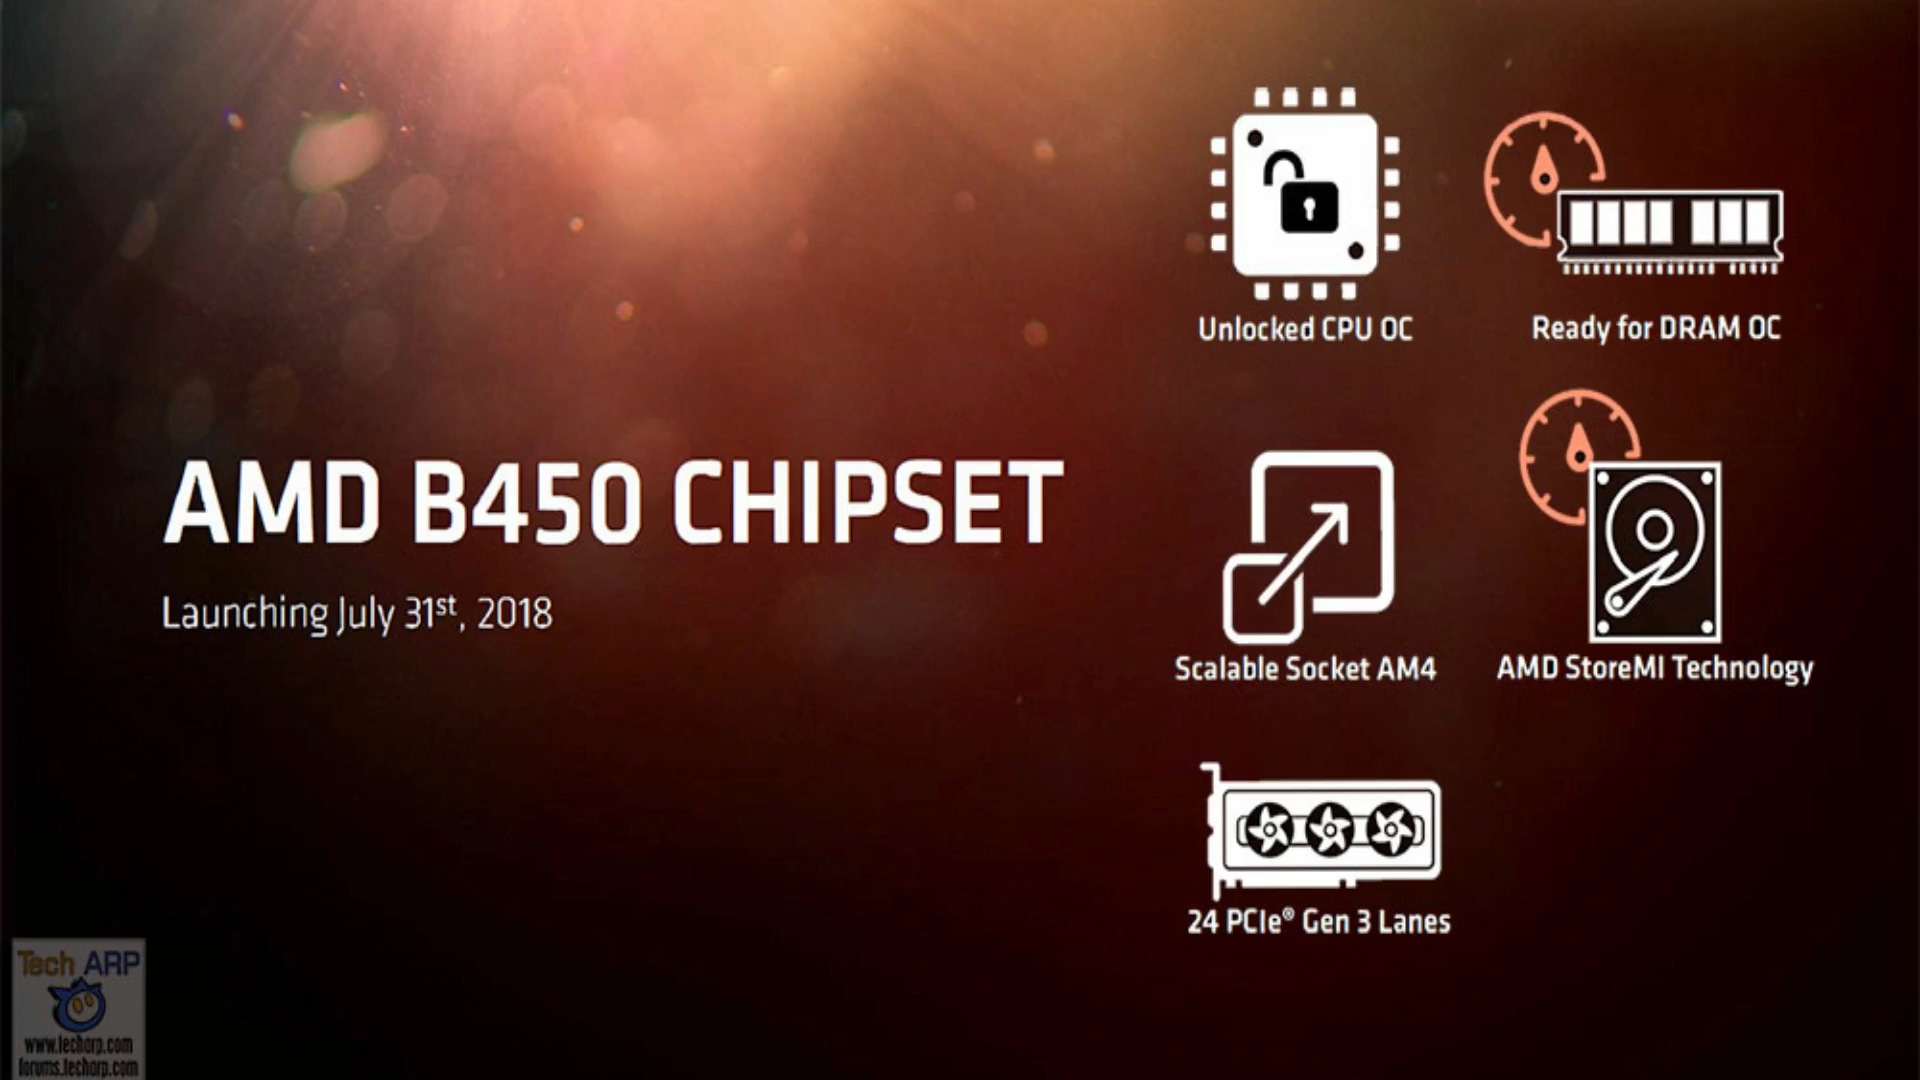 AMD B450 CHIPSET
Launching July 31st, 2018
Unlocked CPU OC
Ready for DRAM OC
Scalable Socket AM4
AMD StoreMI Technology
24 PCIe® Gen 3 Lanes
Tech ARP
www.techarp.com
forums.techarp.com